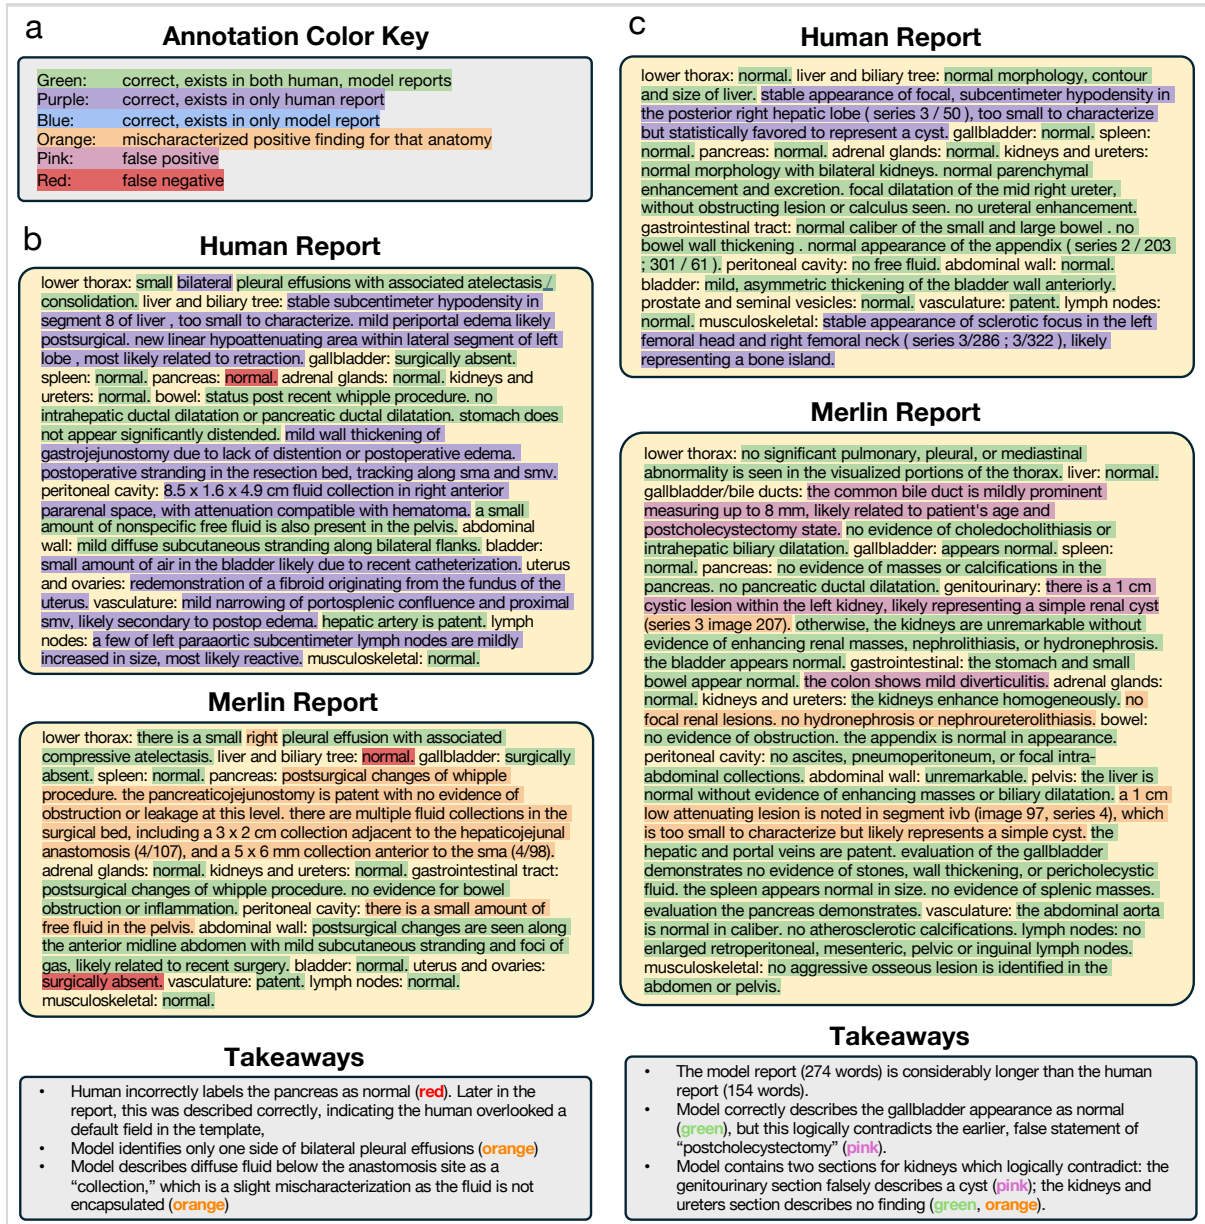 a
Annotation Color Key
Green: correct, exists in both human, model reports
Purple: correct, exists in only human report
Blue: correct, exists in only model report
Orange: mischaracterized positive finding for that anatomy
Pink: false positive
Red: false negative
b
Human Report
lower thorax: small bilateral pleural effusions with associated atelectasis /
consolidation. liver and biliary tree: stable subcentimeter hypodensity in
segment 8 of liver , too small to characterize. mild periportal edema likely
postsurgical. new linear hypoattenuating area within lateral segment of left
lobe , most likely related to retraction. gallbladder: surgically absent.
spleen: normal. pancreas: normal. adrenal glands: normal. kidneys and
ureters: normal. bowel: status post recent whipple procedure. no
intrahepatic ductal dilatation or pancreatic ductal dilatation. stomach does
not appear significantly distended. mild wall thickening of
gastrojejunostomy due to lack of distention or postoperative edema.
postoperative stranding in the resection bed, tracking along sma and smv.
peritoneal cavity: 8.5 x 1.6 x 4.9 cm fluid collection in right anterior
pararenal space, with attenuation compatible with hematoma. a small
amount of nonspecific free fluid is also present in the pelvis. abdominal
wall: mild diffuse subcutaneous stranding along bilateral flanks. bladder:
small amount of air in the bladder likely due to recent catheterization. uterus
and ovaries: redemonstration of a fibroid originating from the fundus of the
uterus. vasculature: mild narrowing of portosplenic confluence and proximal
smv, likely secondary to postop edema. hepatic artery is patent. lymph
nodes: a few of left paraaortic subcentimeter lymph nodes are mildly
increased in size, most likely reactive. musculoskeletal: normal.
Merlin Report
lower thorax: there is a small right pleural effusion with associated
compressive atelectasis. liver and biliary tree: normal. gallbladder: surgically
absent. spleen: normal. pancreas: postsurgical changes of whipple
procedure. the pancreaticojejunostomy is patent with no evidence of
obstruction or leakage at this level. there are multiple fluid collections in the
surgical bed, including a 3 x 2 cm collection adjacent to the hepaticojejunal
anastomosis (4/107), and a 5 x 6 mm collection anterior to the sma (4/98).
adrenal glands: normal. kidneys and ureters: normal. gastrointestinal tract:
postsurgical changes of whipple procedure. no evidence for bowel
obstruction or inflammation. peritoneal cavity: there is a small amount of
free fluid in the pelvis. abdominal wall: postsurgical changes are seen along
the anterior midline abdomen with mild subcutaneous stranding and foci of
gas, likely related to recent surgery. bladder: normal. uterus and ovaries:
surgically absent. vasculature: patent. lymph nodes: normal.
musculoskeletal: normal.
Takeaways
• Human incorrectly labels the pancreas as normal (red). Later in the
report, this was described correctly, indicating the human overlooked a
default field in the template,
• Model identifies only one side of bilateral pleural effusions (orange)
• Model describes diffuse fluid below the anastomosis site as a
“collection,” which is a slight mischaracterization as the fluid is not
encapsulated (orange)
c
Human Report
lower thorax: normal. liver and biliary tree: normal morphology, contour
and size of liver. stable appearance of focal, subcentimeter hypodensity in
the posterior right hepatic lobe ( series 3 / 50 ), too small to characterize
but statistically favored to represent a cyst. gallbladder: normal. spleen:
normal. pancreas: normal. adrenal glands: normal. kidneys and ureters:
normal morphology with bilateral kidneys. normal parenchymal
enhancement and excretion. focal dilatation of the mid right ureter,
without obstructing lesion or calculus seen. no ureteral enhancement.
gastrointestinal tract: normal caliber of the small and large bowel . no
bowel wall thickening . normal appearance of the appendix ( series 2 / 203
; 301 / 61 ). peritoneal cavity: no free fluid. abdominal wall: normal.
bladder: mild, asymmetric thickening of the bladder wall anteriorly.
prostate and seminal vesicles: normal. vasculature: patent. lymph nodes:
normal. musculoskeletal: stable appearance of sclerotic focus in the left
femoral head and right femoral neck ( series 3/286 ; 3/322 ), likely
representing a bone island.
Merlin Report
lower thorax: no significant pulmonary, pleural, or mediastinal
abnormality is seen in the visualized portions of the thorax. liver: normal.
gallbladder/bile ducts: the common bile duct is mildly prominent
measuring up to 8 mm, likely related to patient's age and
postcholecystectomy state. no evidence of choledocholithiasis or
intrahepatic biliary dilatation. gallbladder: appears normal. spleen:
normal. pancreas: no evidence of masses or calcifications in the
pancreas. no pancreatic ductal dilatation. genitourinary: there is a 1 cm
cystic lesion within the left kidney, likely representing a simple renal cyst
(series 3 image 207). otherwise, the kidneys are unremarkable without
evidence of enhancing renal masses, nephrolithiasis, or hydronephrosis.
the bladder appears normal. gastrointestinal: the stomach and small
bowel appear normal. the colon shows mild diverticulitis. adrenal glands:
normal. kidneys and ureters: the kidneys enhance homogeneously. no
focal renal lesions. no hydronephrosis or nephroureterolithiasis. bowel:
no evidence of obstruction. the appendix is normal in appearance.
peritoneal cavity: no ascites, pneumoperitoneum, or focal intra-
abdominal collections. abdominal wall: unremarkable. pelvis: the liver is
normal without evidence of enhancing masses or biliary dilatation. a 1 cm
low attenuating lesion is noted in segment ivb (image 97, series 4), which
is too small to characterize but likely represents a simple cyst. the
hepatic and portal veins are patent. evaluation of the gallbladder
demonstrates no evidence of stones, wall thickening, or pericholecystic
fluid. the spleen appears normal in size. no evidence of splenic masses.
evaluation the pancreas demonstrates. vasculature: the abdominal aorta
is normal in caliber. no atherosclerotic calcifications. lymph nodes: no
enlarged retroperitoneal, mesenteric, pelvic or inguinal lymph nodes.
musculoskeletal: no aggressive osseous lesion is identified in the
abdomen or pelvis.
Takeaways
• The model report (274 words) is considerably longer than the human
report (154 words).
• Model correctly describes the gallbladder appearance as normal
(green), but this logically contradicts the earlier, false statement of
“postcholecystectomy” (pink).
• Model contains two sections for kidneys which logically contradict: the
genitourinary section falsely describes a cyst (pink); the kidneys and
ureters section describes no finding (green, orange).